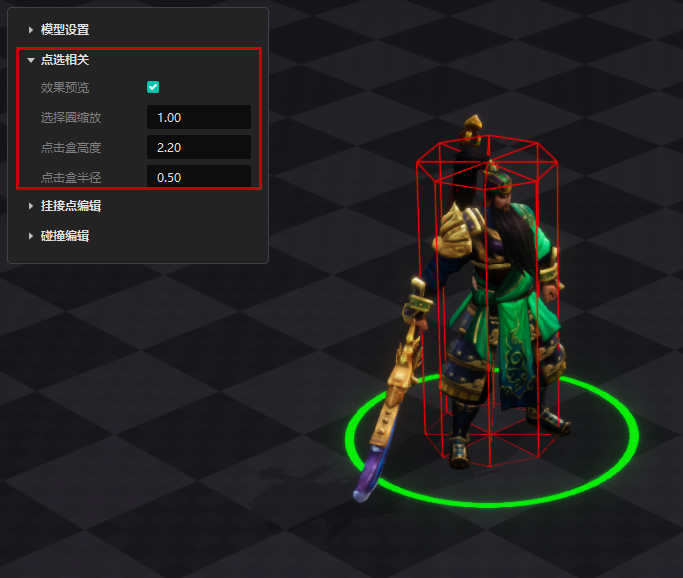 模型设置
点选相关
效果预览
选择圈缩放 1.00
点击盒高度 2.20
点击盒半径 0.50
挂接点编辑
碰撞编辑